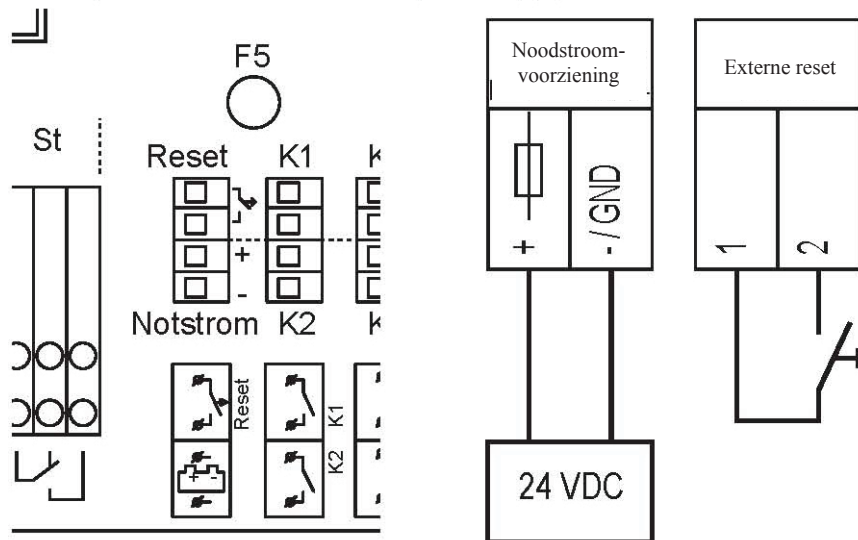 F5
St
Reset K1 K
+
-
Notstrom K2 K
Reset
K1
+ -
K2
Noodstroom-
voorziening
+
- / GND
24 VDC
Externe reset
1
2